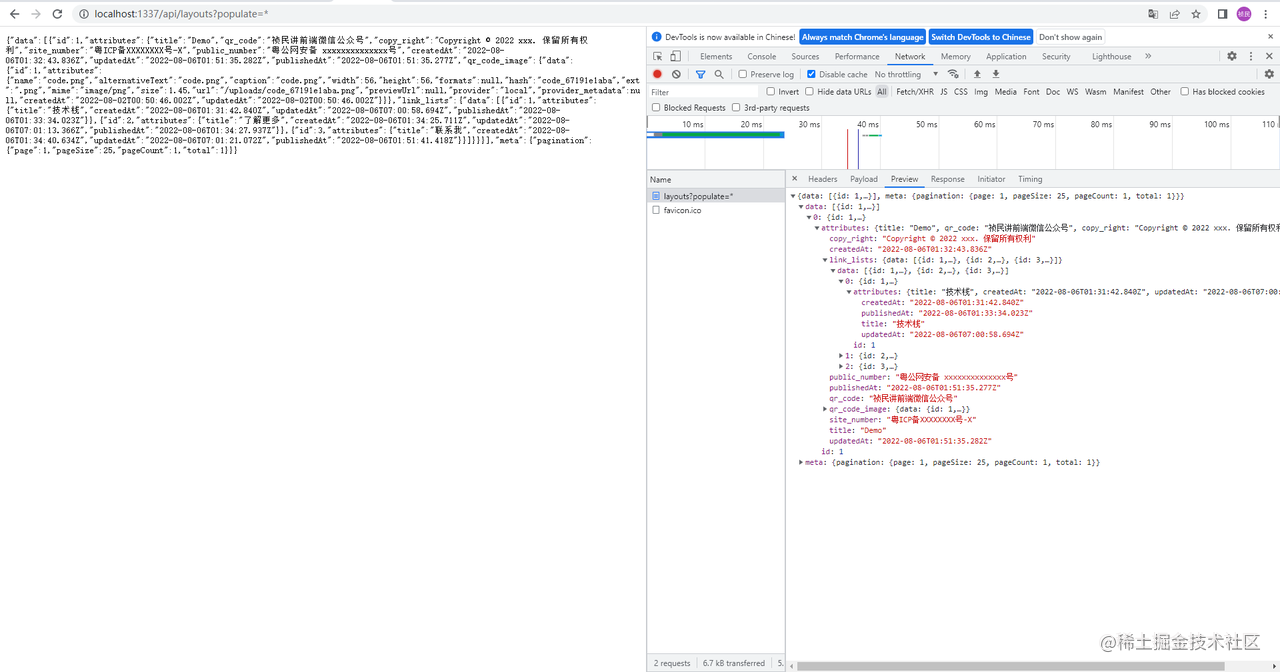 localhost:1337/api/layouts?populate=*
祯民
{"data":[{"id":1,"attributes":{"title":"Demo","qr_code":"祯民讲前端微信公众号","copy_right":"Copyright © 2022 xxx. 保留所有权
利","site_number":"粤ICP备XXXXXXXX号-X","public_number":"粤公网安备 xxxxxxxxxxxxxx号","createdAt":"2022-08-
06T01:32:43.836Z","updatedAt":"2022-08-06T01:51:35.282Z","publishedAt":"2022-08-06T01:51:35.277Z","qr_code_image":{"data":
{"id":1,"attributes":
{"name":"code.png","alternativeText":"code.png","caption":"code.png","width":56,"height":56,"formats":null,"hash":"code_67191e1aba","ext
":".png","mime":"image/png","size":1.45,"url":"/uploads/code_67191e1aba.png","previewUrl":null,"provider":"local","provider_metadata":nu
ll,"createdAt":"2022-08-02T00:50:46.002Z","updatedAt":"2022-08-02T00:50:46.002Z"}}},"link_lists":{"data":[{"id":1,"attributes":
{"title":"技术栈","createdAt":"2022-08-06T01:31:42.840Z","updatedAt":"2022-08-06T07:00:58.694Z","publishedAt":"2022-08-
06T01:33:34.023Z"}},{"id":2,"attributes":{"title":"了解更多","createdAt":"2022-08-06T01:34:25.711Z","updatedAt":"2022-08-
06T07:01:13.366Z","publishedAt":"2022-08-06T01:34:27.937Z"}},{"id":3,"attributes":{"title":"联系我","createdAt":"2022-08-
06T01:34:40.634Z","updatedAt":"2022-08-06T07:01:21.072Z","publishedAt":"2022-08-06T01:51:41.418Z"}}]}}}],"meta":{"pagination":
{"page":1,"pageSize":25,"pageCount":1,"total":1}}}
DevTools is now available in Chinese! Always match Chrome's language Switch DevTools to Chinese Don't show again
Elements Console Sources Performance Network Memory Application Security Lighthouse
Preserve log Disable cache No throttling
Filter Invert Hide data URLs All Fetch/XHR JS CSS Img Media Font Doc WS Wasm Manifest Other Has blocked cookies
Blocked Requests 3rd-party requests
10 ms 20 ms 30 ms 40 ms 50 ms 60 ms 70 ms 80 ms 90 ms 100 ms 110
Name
layouts?populate=*
favicon.ico
Headers Payload Preview Response Initiator Timing
{data: [{id: 1,…}], meta: {pagination: {page: 1, pageSize: 25, pageCount: 1, total: 1}}}
data: [{id: 1,…}]
0: {id: 1,…}
attributes: {title: "Demo", qr_code: "祯民讲前端微信公众号", copy_right: "Copyright © 2022 xxx. 保留所有权利
copy_right: "Copyright © 2022 xxx. 保留所有权利"
createdAt: "2022-08-06T01:32:43.836Z"
link_lists: {data: [{id: 1,…}, {id: 2,…}, {id: 3,…}]}
data: [{id: 1,…}, {id: 2,…}, {id: 3,…}]
0: {id: 1,…}
attributes: {title: "技术栈", createdAt: "2022-08-06T01:31:42.840Z", updatedAt: "2022-08-06T07:00:
createdAt: "2022-08-06T01:31:42.840Z"
publishedAt: "2022-08-06T01:33:34.023Z"
title: "技术栈"
updatedAt: "2022-08-06T07:00:58.694Z"
id: 1
1: {id: 2,…}
2: {id: 3,…}
public_number: "粤公网安备 xxxxxxxxxxxxxx号"
publishedAt: "2022-08-06T01:51:35.277Z"
qr_code: "祯民讲前端微信公众号"
qr_code_image: {data: {id: 1,…}}
site_number: "粤ICP备XXXXXXXX号-X"
title: "Demo"
updatedAt: "2022-08-06T01:51:35.282Z"
id: 1
meta: {pagination: {page: 1, pageSize: 25, pageCount: 1, total: 1}}
2 requests 6.7 kB transferred 5.
@稀土掘金技术社区